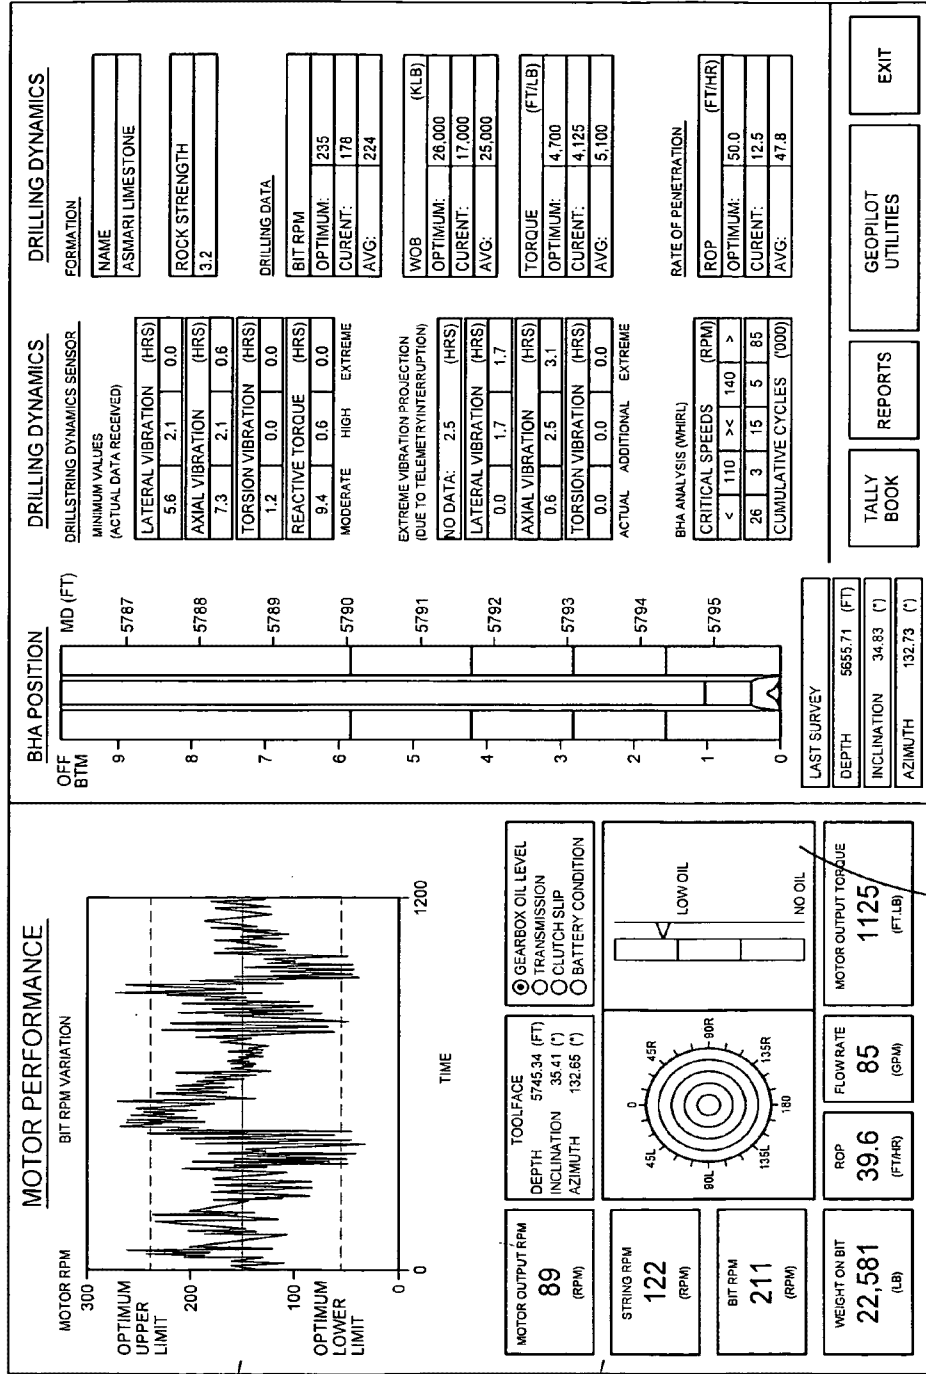 MOTOR PERFORMANCE
MOTOR RPM
BIT RPM VARIATION
300
OPTIMUM
UPPER
LIMIT
200
100
OPTIMUM
LOWER
LIMIT
0
0
1200
TIME
MOTOR OUTPUT RPM
89
(RPM)
STRING RPM
122
(RPM)
BIT RPM
211
(RPM)
TOOLFACE
DEPTH 5745.34 (FT)
INCLINATION 35.41 (°)
AZIMUTH 132.65 (°)
GEARBOX OIL LEVEL
TRANSMISSION
CLUTCH SLIP
BATTERY CONDITION
0
45L
45R
90L
90R
135L
135R
180
LOW OIL
NO OIL
WEIGHT ON BIT
22,581
(LB)
ROP
39.6
(FT/HR)
FLOW RATE
85
(GPM)
MOTOR OUTPUT TORQUE
1125
(FT.LB)
BHA POSITION
OFF
BTM
MD (FT)
9
8
7
6
5
4
3
2
1
0
5787
5788
5789
5790
5791
5792
5793
5794
5795
LAST SURVEY
DEPTH 5655.71 (FT)
INCLINATION 34.83 (°)
AZIMUTH 132.73 (°)
DRILLING DYNAMICS
DRILLSTRING DYNAMICS SENSOR
MINIMUM VALUES
(ACTUAL DATA RECEIVED)
LATERAL VIBRATION (HRS)
5.6 2.1 0.0
AXIAL VIBRATION (HRS)
7.3 2.1 0.6
TORSION VIBRATION (HRS)
1.2 0.0 0.0
REACTIVE TORQUE
9.4 0.6 0.0
MODERATE HIGH EXTREME
EXTREME VIBRATION PROJECTION
(DUE TO TELEMETRYINTERRUPTION)
NO DATA: 2.5 (HRS)
LATERAL VIBRATION (HRS)
0.0 1.7 1.7
AXIAL VIBRATION (HRS)
0.6 2.5 3.1
TORSION VIBRATION (HRS)
0.0 0.0 0.0
ACTUAL ADDITIONAL EXTREME
BHA ANALYSIS (WHIRL)
CRITICAL SPEEDS (RPM)
< 110 >< 140 >
26 3 15 5 85
CUMULATIVE CYCLES ('000)
DRILLING DYNAMICS
FORMATION
NAME
ASMARI LIMESTONE
ROCK STRENGTH
3.2
DRILLING DATA
BIT RPM
OPTIMUM: 235
CURENT: 178
AVG: 224
WOB (KLB)
OPTIMUM: 26,000
CURENT: 17,000
AVG: 25,000
TORQUE (FT/LB)
OPTIMUM: 4,700
CURENT: 4,125
AVG: 5,100
RATE OF PENETRATION
ROP (FT/HR)
OPTIMUM: 50.0
CURENT: 12.5
AVG: 47.8
TALLY
BOOK
REPORTS
GEOPILOT
UTILITIES
EXIT